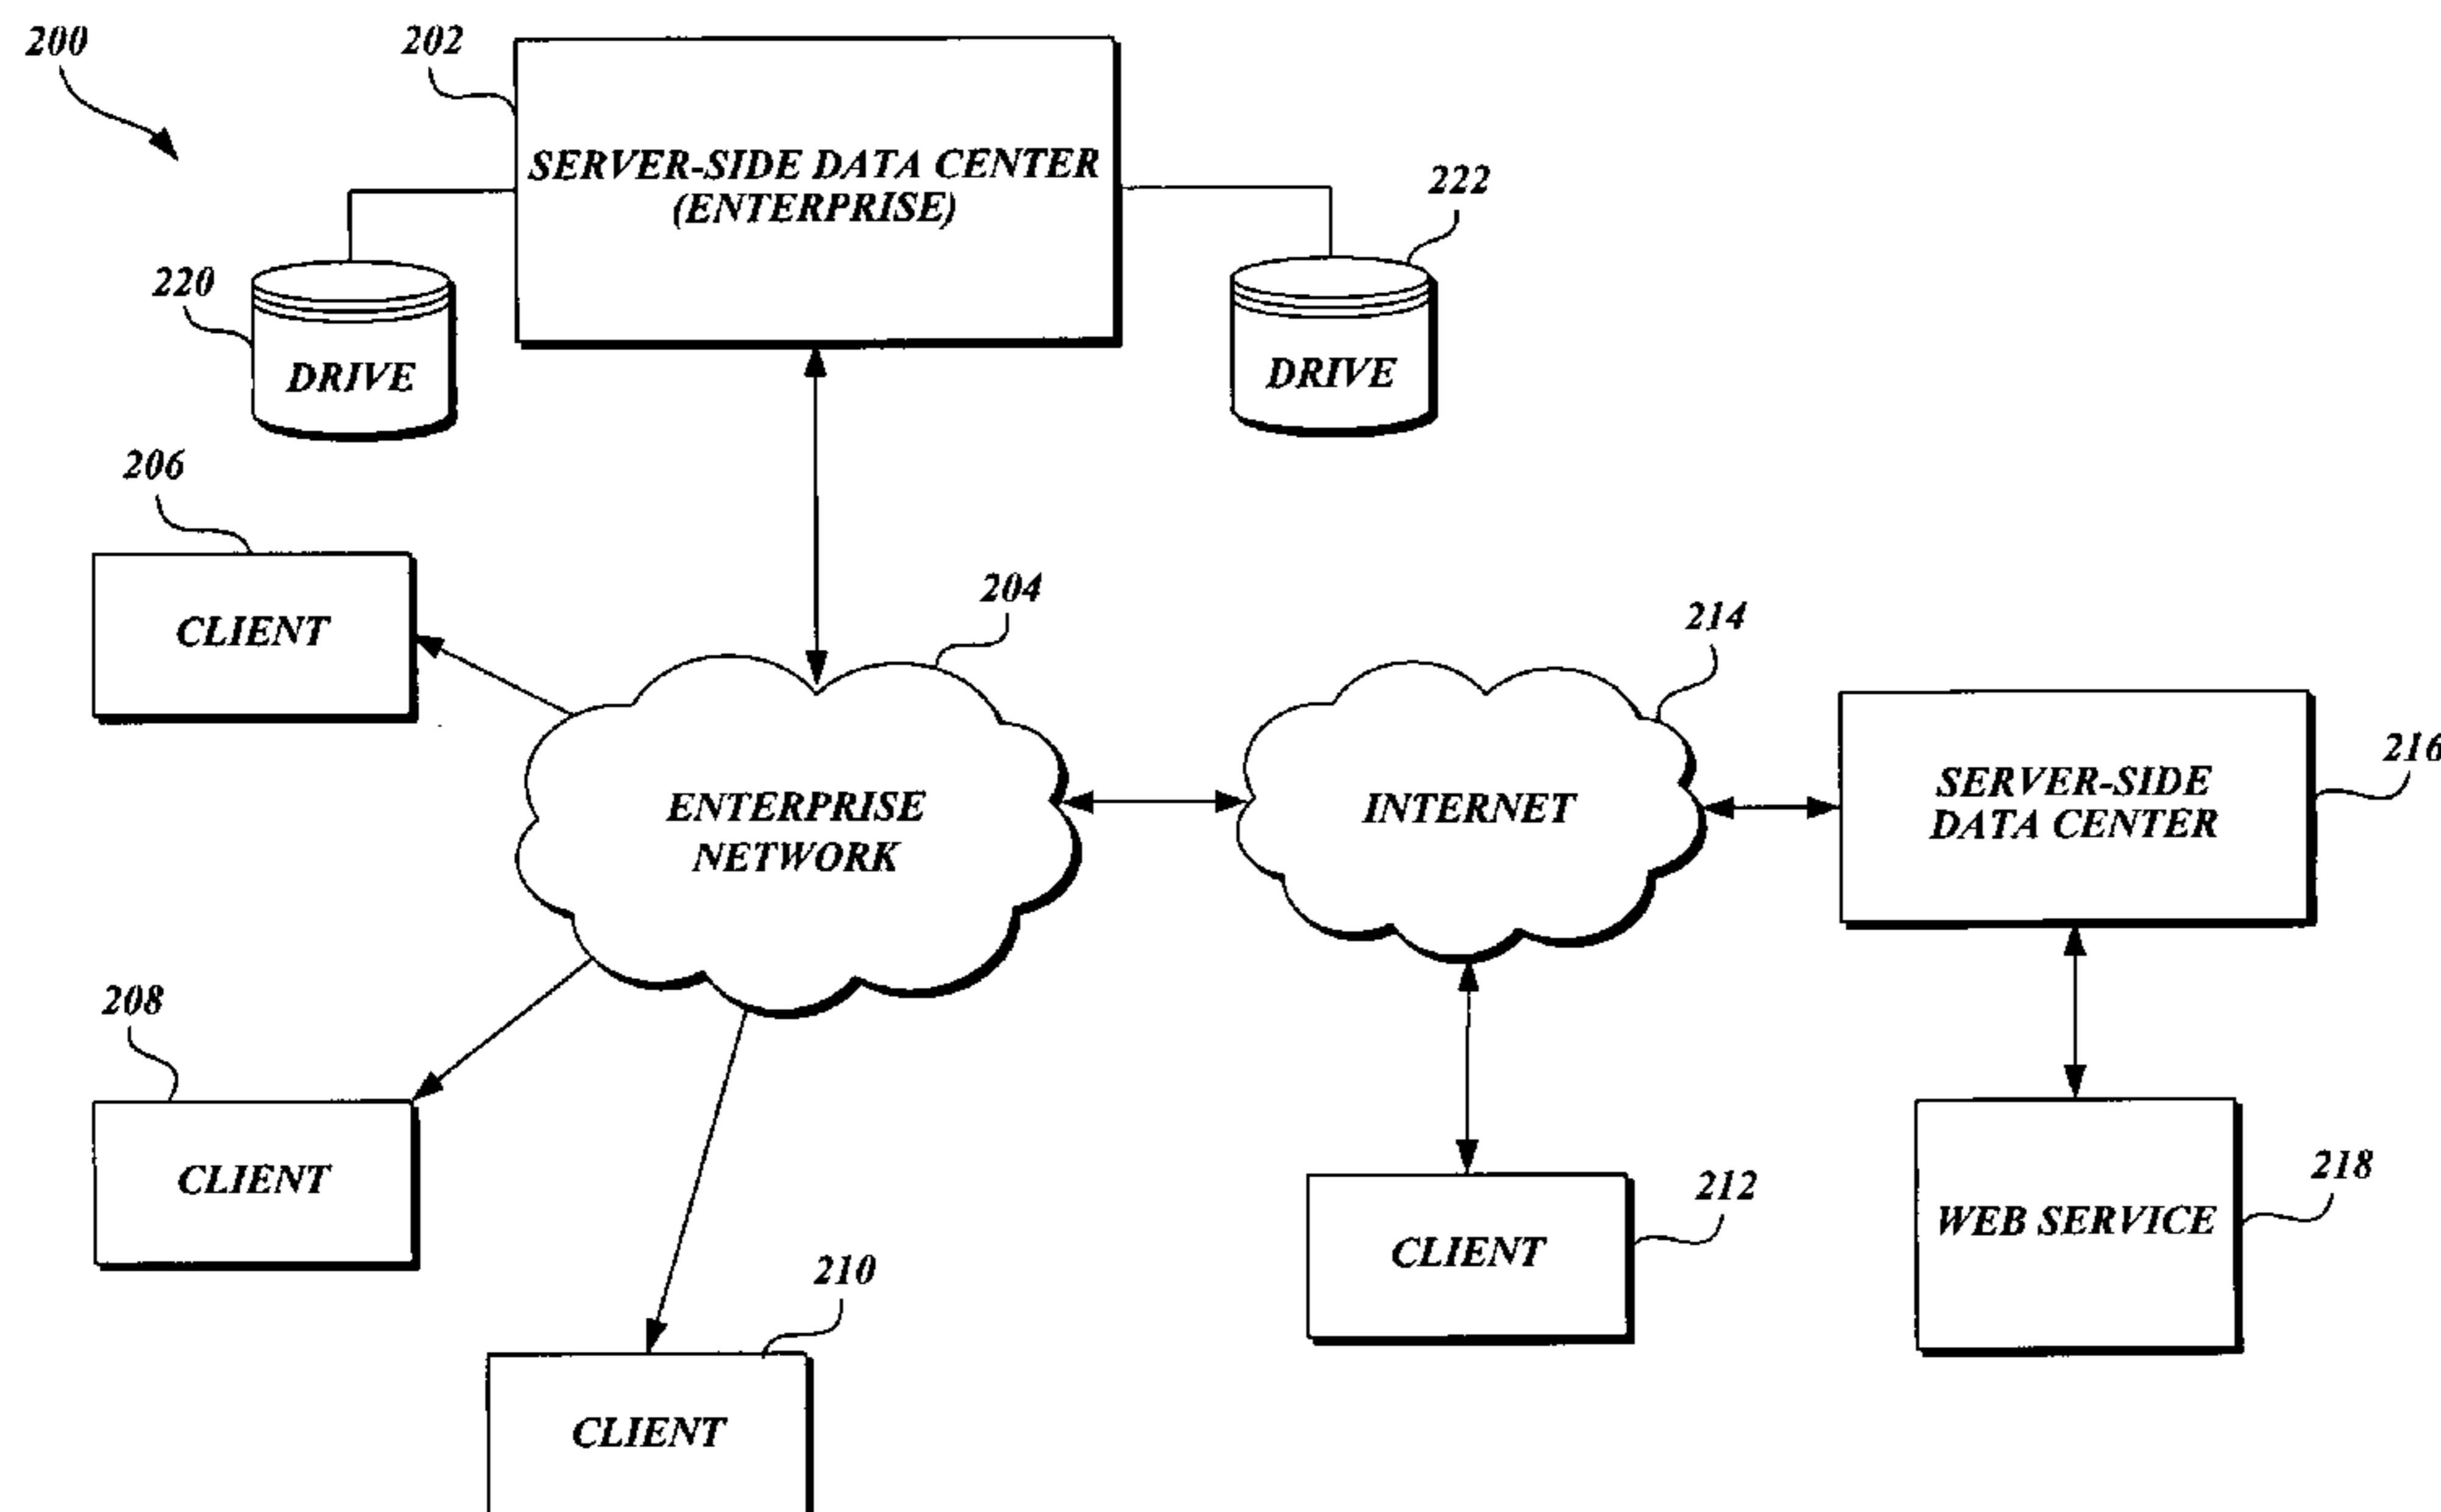 200
202
SERVER-SIDE DATA CENTER
(ENTERPRISE)
222
220
DRIVE
DRIVE
206
CLIENT
204
214
216
ENTERPRISE
NETWORK
INTERNET
SERVER-SIDE
DATA CENTER
208
CLIENT
212
218
CLIENT
WEB SERVICE
210
CLIENT